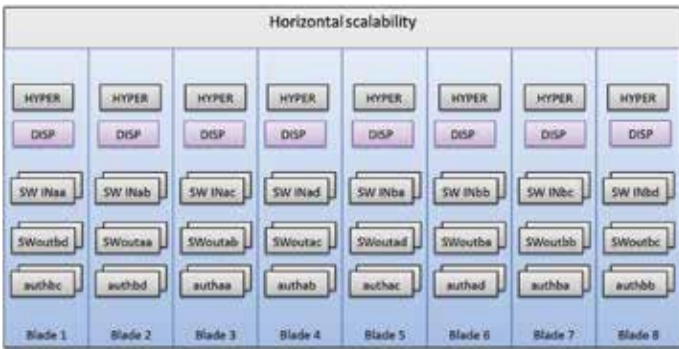 Horizontal scalability
HYPER HYPER HYPER HYPER HYPER HYPER HYPER HYPER
DISP DISP DISP DISP DISP DISP DISP DISP
SW INaa SW INab SW INac SW INad SW INba SW INbb SW INbc SW INbd
SWoutbd SWoutaa SWoutab SWoutac SWoutad SWoutba SWoutbb SWoutbc
authbc authbd authaa authab authac authad authba authbb
Blade 1 Blade 2 Blade 3 Blade 4 Blade 5 Blade 6 Blade 7 Blade 8